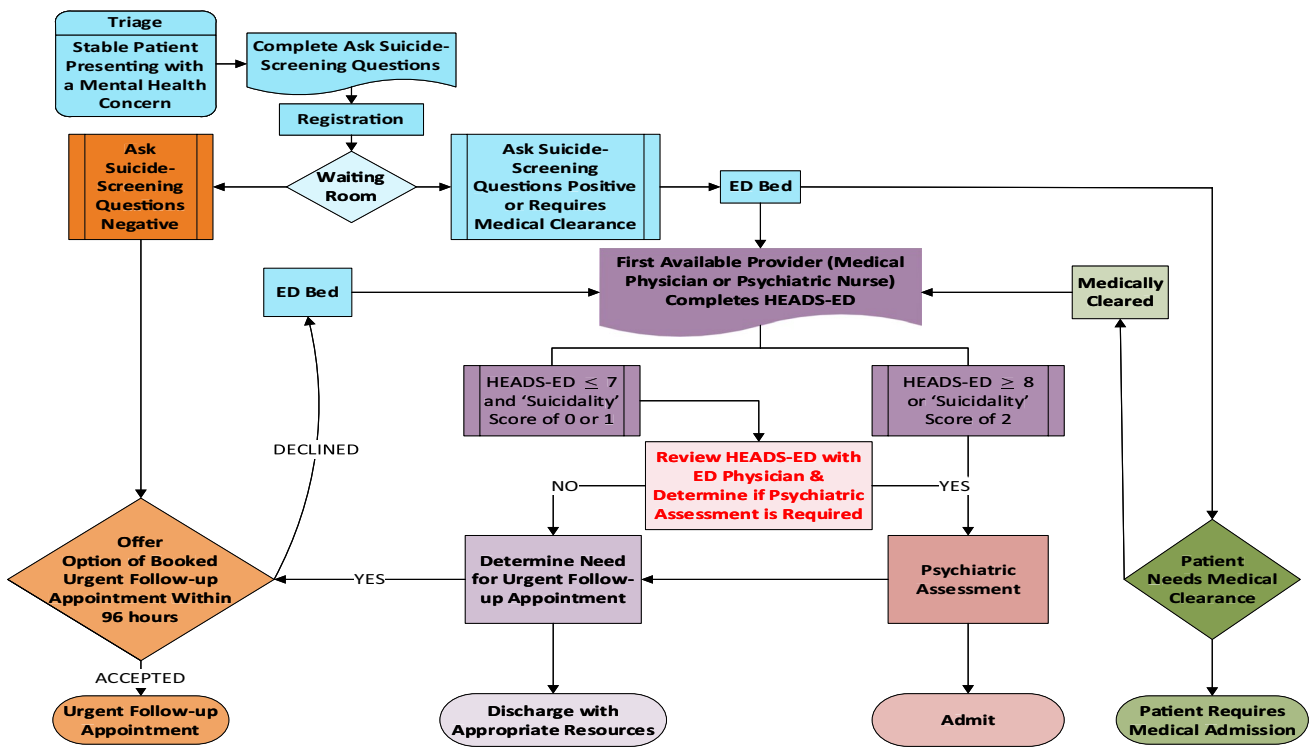 Triage
Stable Patient
Presenting with
a Mental Health
Concern
Complete Ask Suicide-
Screening Questions
Registration
Waiting
Room
Ask
Suicide-
Screening
Questions
Negative
Ask Suicide-
Screening
Questions Positive
or Requires
Medical Clearance
ED Bed
ED Bed
First Available Provider (Medical
Physician or Psychiatric Nurse)
Completes HEADS-ED
Medically
Cleared
HEADS-ED ≤ 7
and ‘Suicidality’
Score of 0 or 1
HEADS-ED ≥ 8
or ‘Suicidality’
Score of 2
DECLINED
Review HEADS-ED with
ED Physician &
Determine if Psychiatric
Assessment is Required
NO
YES
Offer
Option of Booked
Urgent Follow-up
Appointment Within
96 hours
YES
Determine Need
for Urgent Follow-
up Appointment
Psychiatric
Assessment
Patient
Needs Medical
Clearance
ACCEPTED
Urgent Follow-up
Appointment
Discharge with
Appropriate Resources
Admit
Patient Requires
Medical Admission